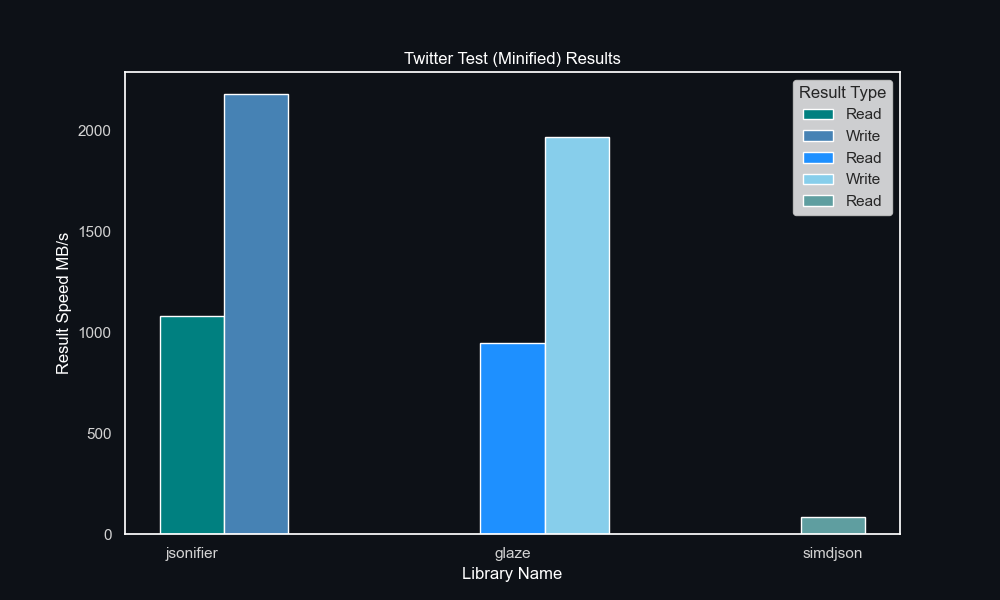 Twitter Test (Minified) Results
Result Type
Read
Write
Read
Write
Read
Result Speed MB/s
2000
1500
1000
500
0
jsonifier
glaze
simdjson
Library Name